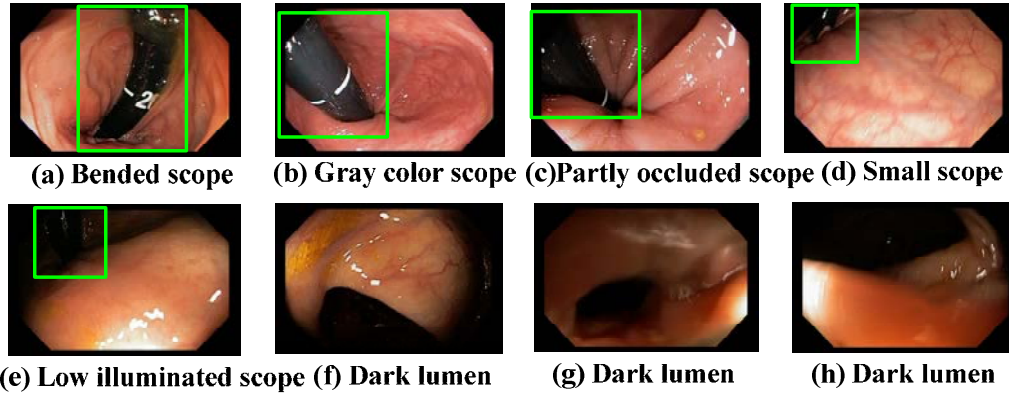 2
(a) Bended scope
(b) Gray color scope
(c)Partly occluded scope
(d) Small scope
(e) Low illuminated scope
(f) Dark lumen
(g) Dark lumen
(h) Dark lumen